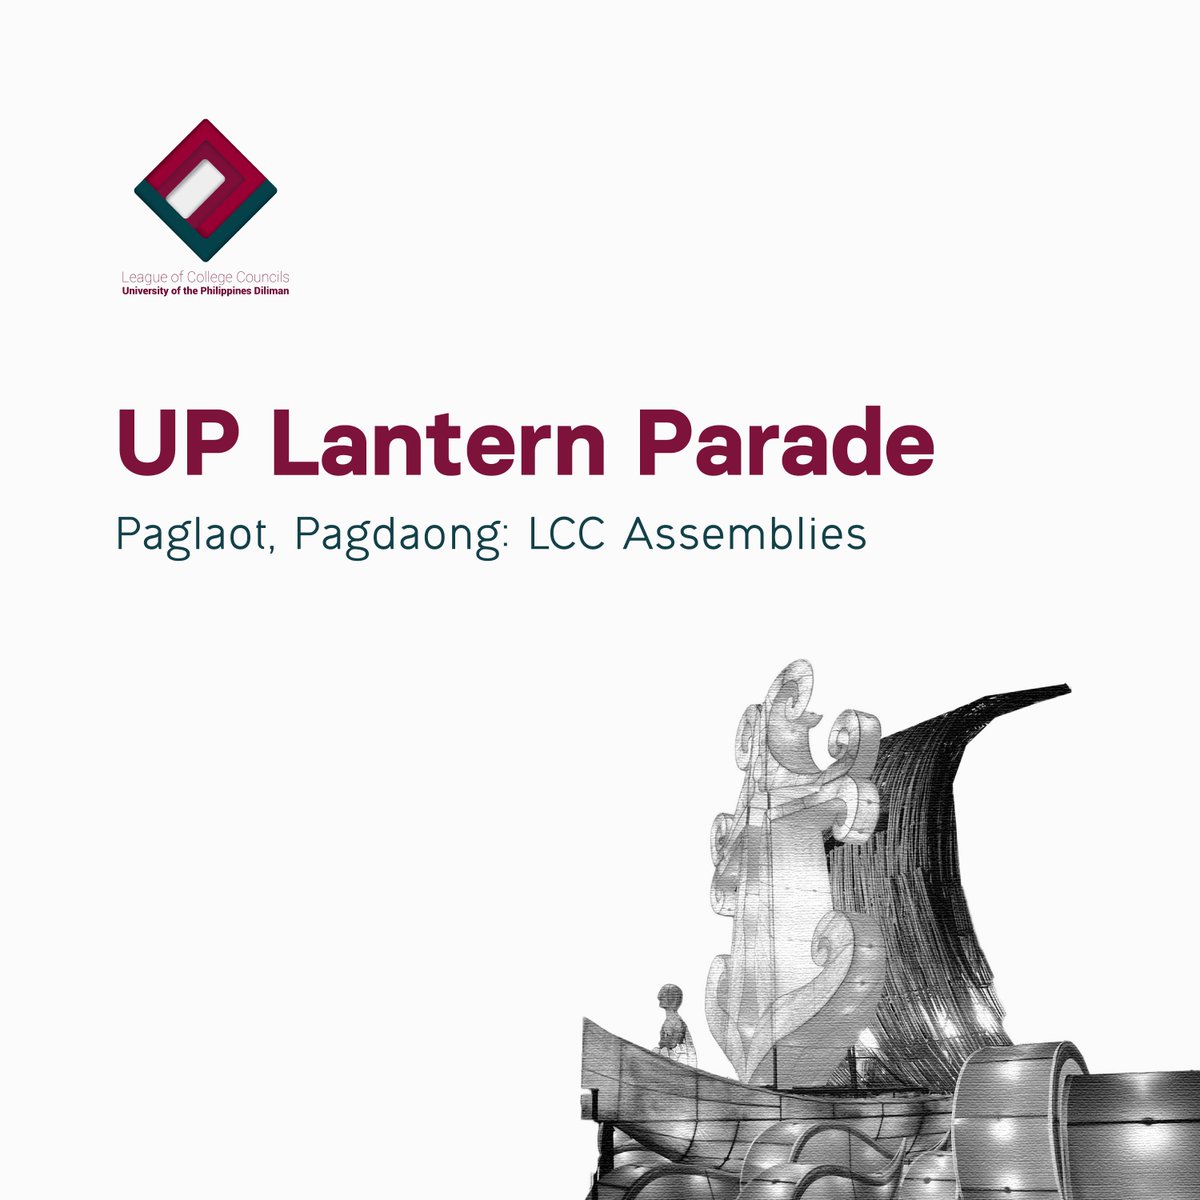 League of College Councils
University of the Philippines Diliman
UP Lantern Parade
Paglaot, Pagdaong: LCC Assemblies